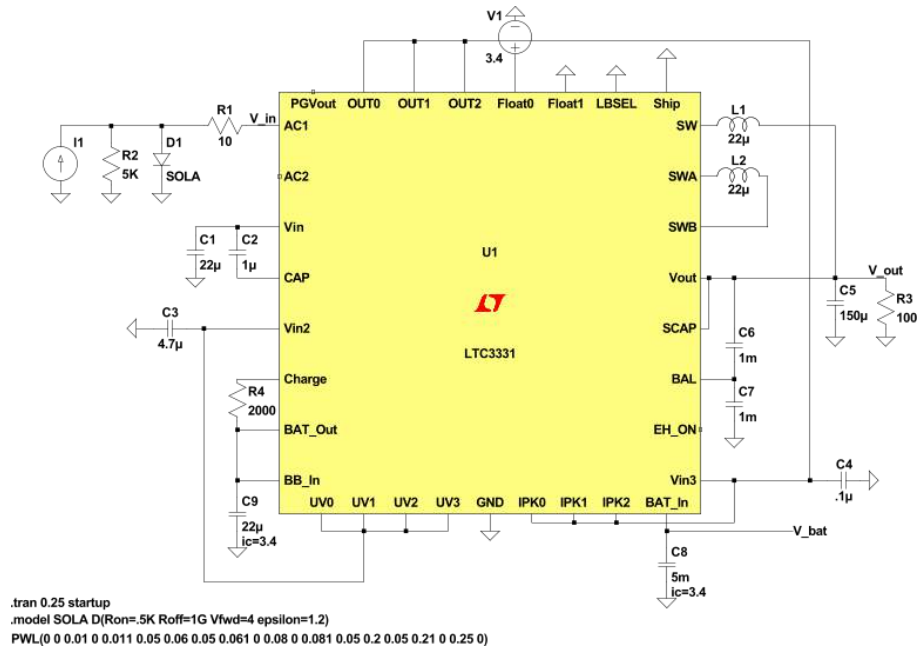 V1
3.4
PGVout OUT0 OUT1 OUT2 Float0 Float1 LBSEL Ship
I1
R2
5K
D1
SOLA
R1
10
V_in
AC1
AC2
Vin
CAP
Vin2
Charge
BAT_Out
BB_In
C1
22µ
C2
1µ
C3
4.7µ
R4
2000
C9
22µ
ic=3.4
U1
LTC3331
SW
SWA
SWB
Vout
SCAP
BAL
EH_ON
Vin3
BAT_In
L1
22µ
L2
22µ
V_out
C5
150µ
R3
100
C6
1m
C7
1m
C4
.1µ
UV0 UV1 UV2 UV3 GND IPK0 IPK1 IPK2
V_bat
C8
5m
ic=3.4
.tran 0.25 startup
.model SOLA D(Ron=.5K Roff=1G Vfwd=4 epsilon=1.2)
PWL(0 0 0.01 0 0.011 0.05 0.06 0.05 0.061 0 0.08 0 0.081 0.05 0.2 0.05 0.21 0 0.25 0)